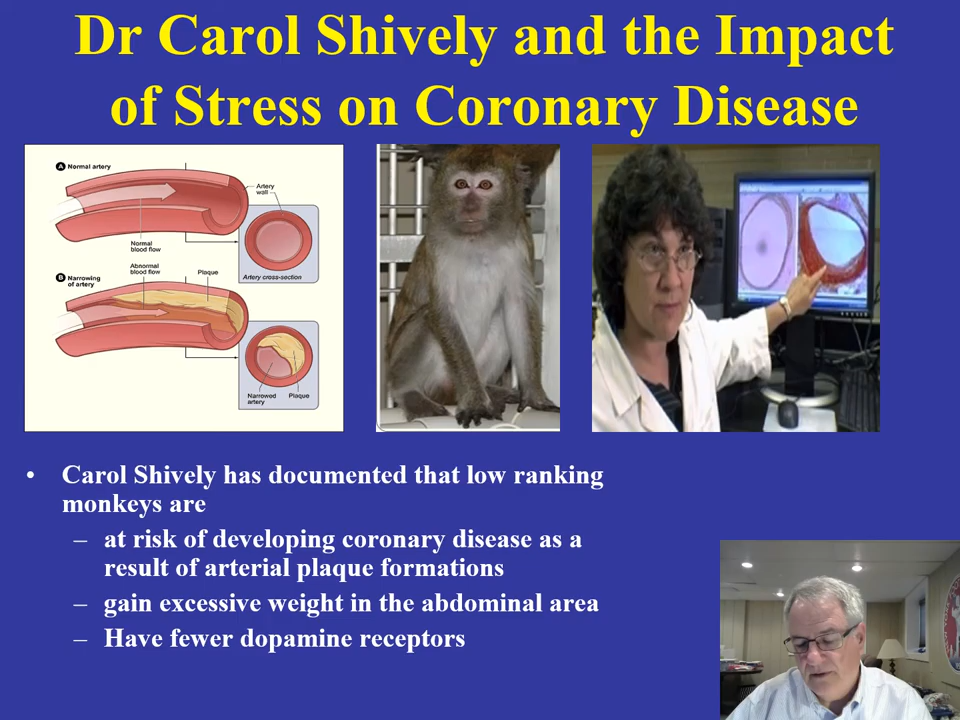 Dr Carol Shively and the Impact
of Stress on Coronary Disease
A Normal artery
Artery
wall
Normal
blood flow
Artery cross-section
Abnormal
blood flow
Plaque
B Narrowing
of artery
Narrowed
artery
Plaque
• Carol Shively has documented that low ranking
monkeys are
– at risk of developing coronary disease as a
result of arterial plaque formations
– gain excessive weight in the abdominal area
– Have fewer dopamine receptors